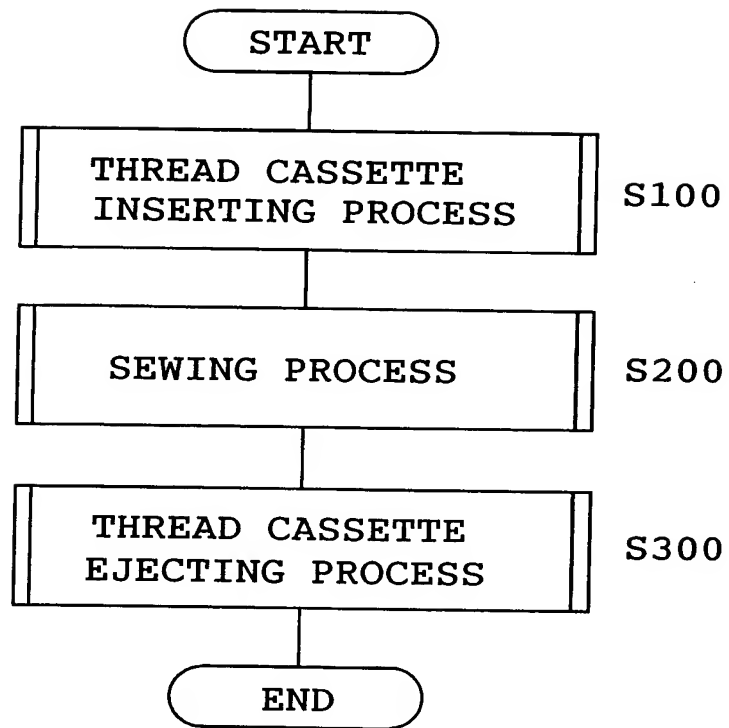 START
THREAD CASSETTE
INSERTING PROCESS
S100
SEWING PROCESS
S200
THREAD CASSETTE
EJECTING PROCESS
S300
END